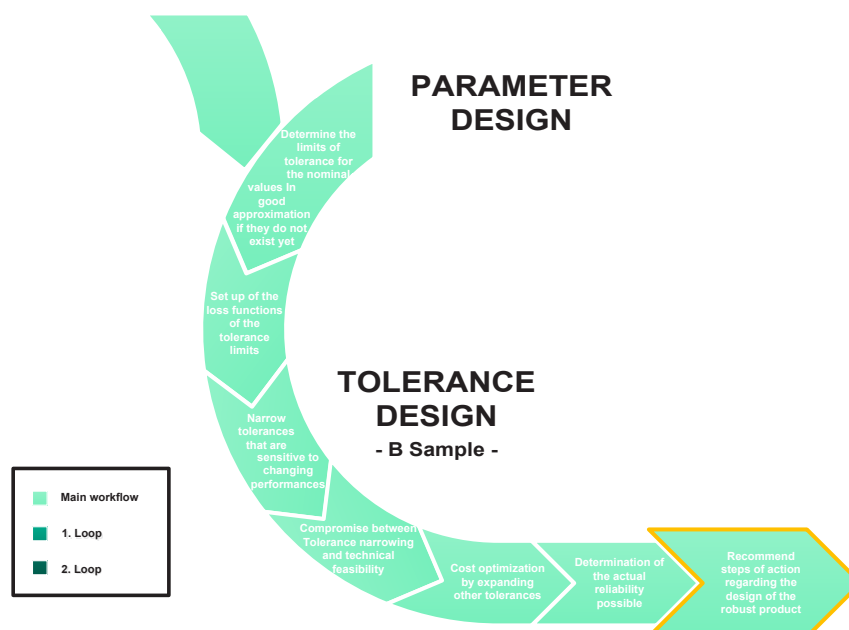 PARAMETER
DESIGN
Determine the
limits of
tolerance for
the nominal
values In
good
approximation
if they do not
exist yet
Set up of the
loss functions
of the
tolerance
limits
TOLERANCE
DESIGN
- B Sample -
Narrow
tolerances
that are
sensitive to
changing
performances
Compromise between
Tolerance narrowing
and technical
feasibility
Cost optimization
by expanding
other tolerances
Determination of
the actual
reliability
possible
Recommend
steps of action
regarding the
design of the
robust product
Main workflow
1. Loop
2. Loop